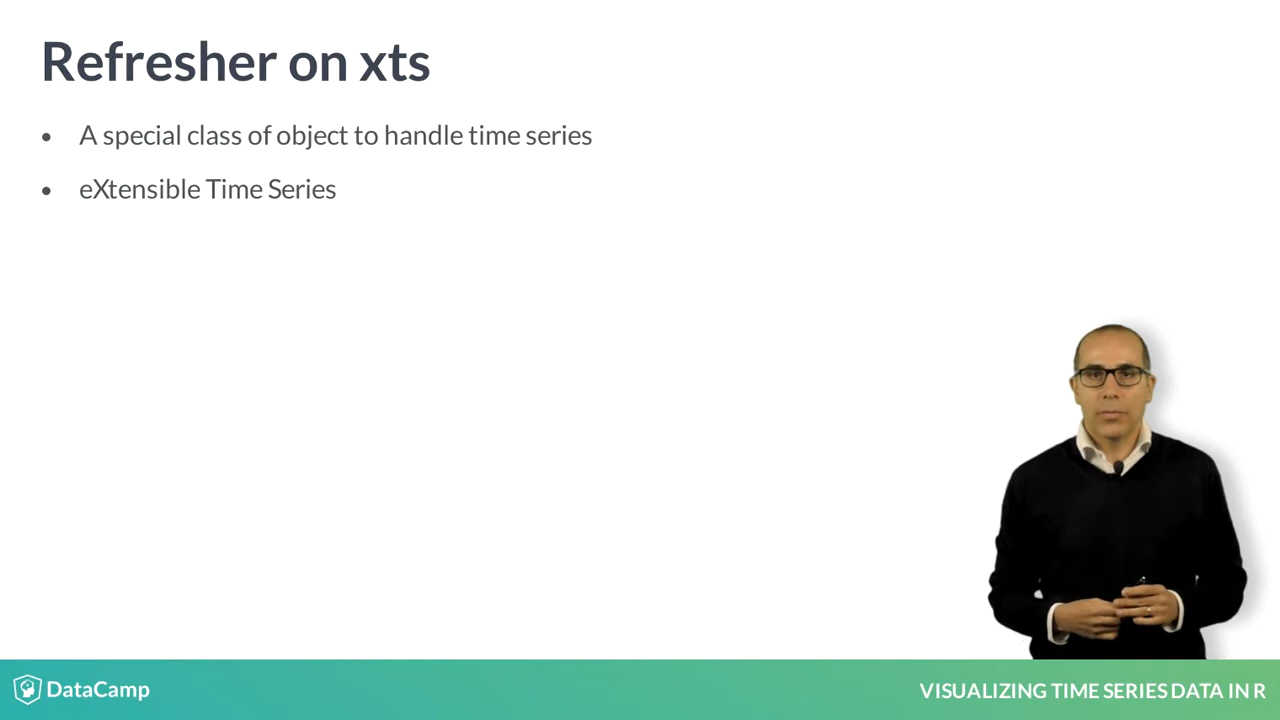 Refresher on xts
• A special class of object to handle time series
• eXtensible Time Series
DataCamp
VISUALIZING TIME SERIES DATA IN R